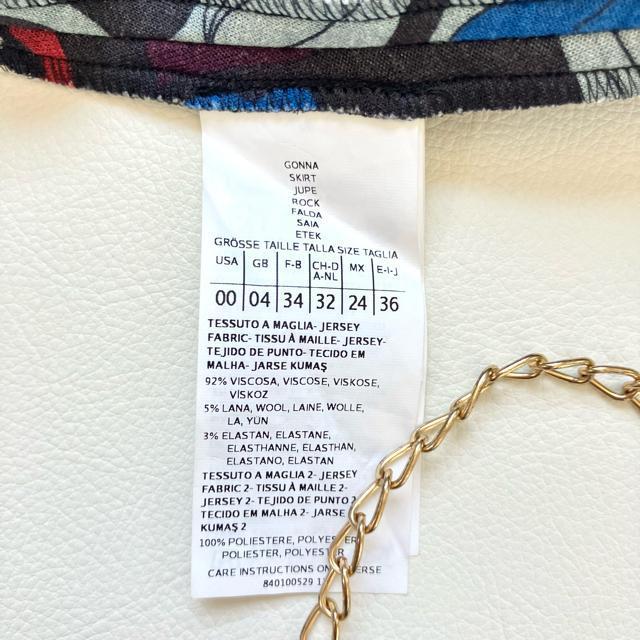 GONNA
SKIRT
JUPE
ROCK
FALDA
SAIA
ETEK
GRÖSSE TAILLE TALLA SIZE TAGLIA
USA GB F-B CH-D MX E-I-J
A-NL
00 04 34 32 24 36
TESSUTO A MAGLIA- JERSEY
FABRIC- TISSU À MAILLE- JERSEY-
TEJIDO DE PUNTO- TECIDO EM
MALHA- JARSE KUMAŞ
92% VISCOSA, VISCOSE, VISKOSE,
VİSKOZ
5% LANA, WOOL, LAINE, WOLLE,
LA, YÜN
3% ELASTAN, ELASTANE,
ELASTHANNE, ELASTHAN,
ELASTANO, ELASTAN
TESSUTO A MAGLIA 2- JERSEY
FABRIC 2- TISSU À MAILLE 2-
JERSEY 2- TEJIDO DE PUNTO 2
TECIDO EM MALHA 2- JARSE
KUMAŞ 2
100% POLIESTERE, POLYESTER
POLIESTER, POLYESTER
CARE INSTRUCTIONS ON
840100529